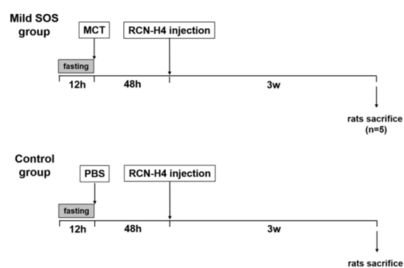 Mild SOS
group
MCT
RCN-H4 injection
fasting
12h
48h
3w
rats sacrifice
(n=5)
Control
group
PBS
RCN-H4 injection
fasting
12h
48h
3w
rats sacrifice